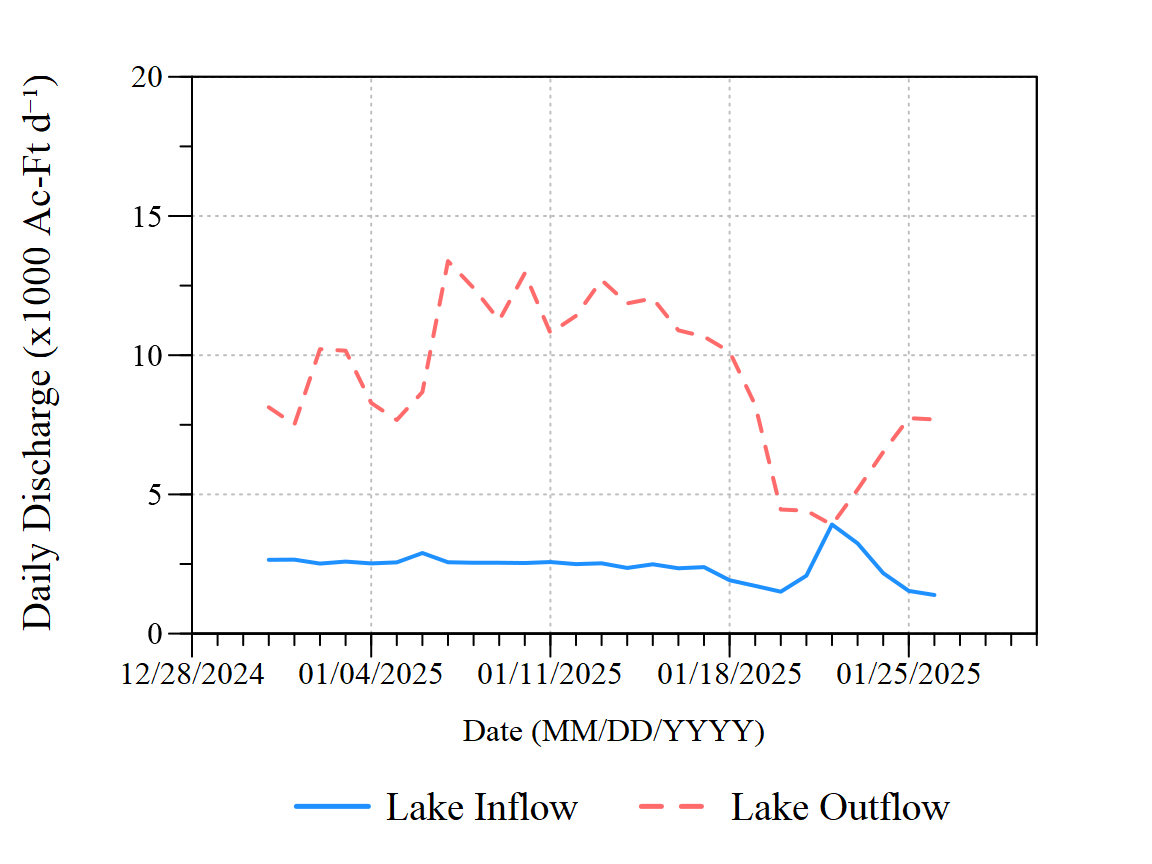 Daily Discharge (x1000 Ac-Ft d⁻¹)
20
15
10
5
0
12/28/2024 01/04/2025 01/11/2025 01/18/2025 01/25/2025
Date (MM/DD/YYYY)
Lake Inflow Lake Outflow